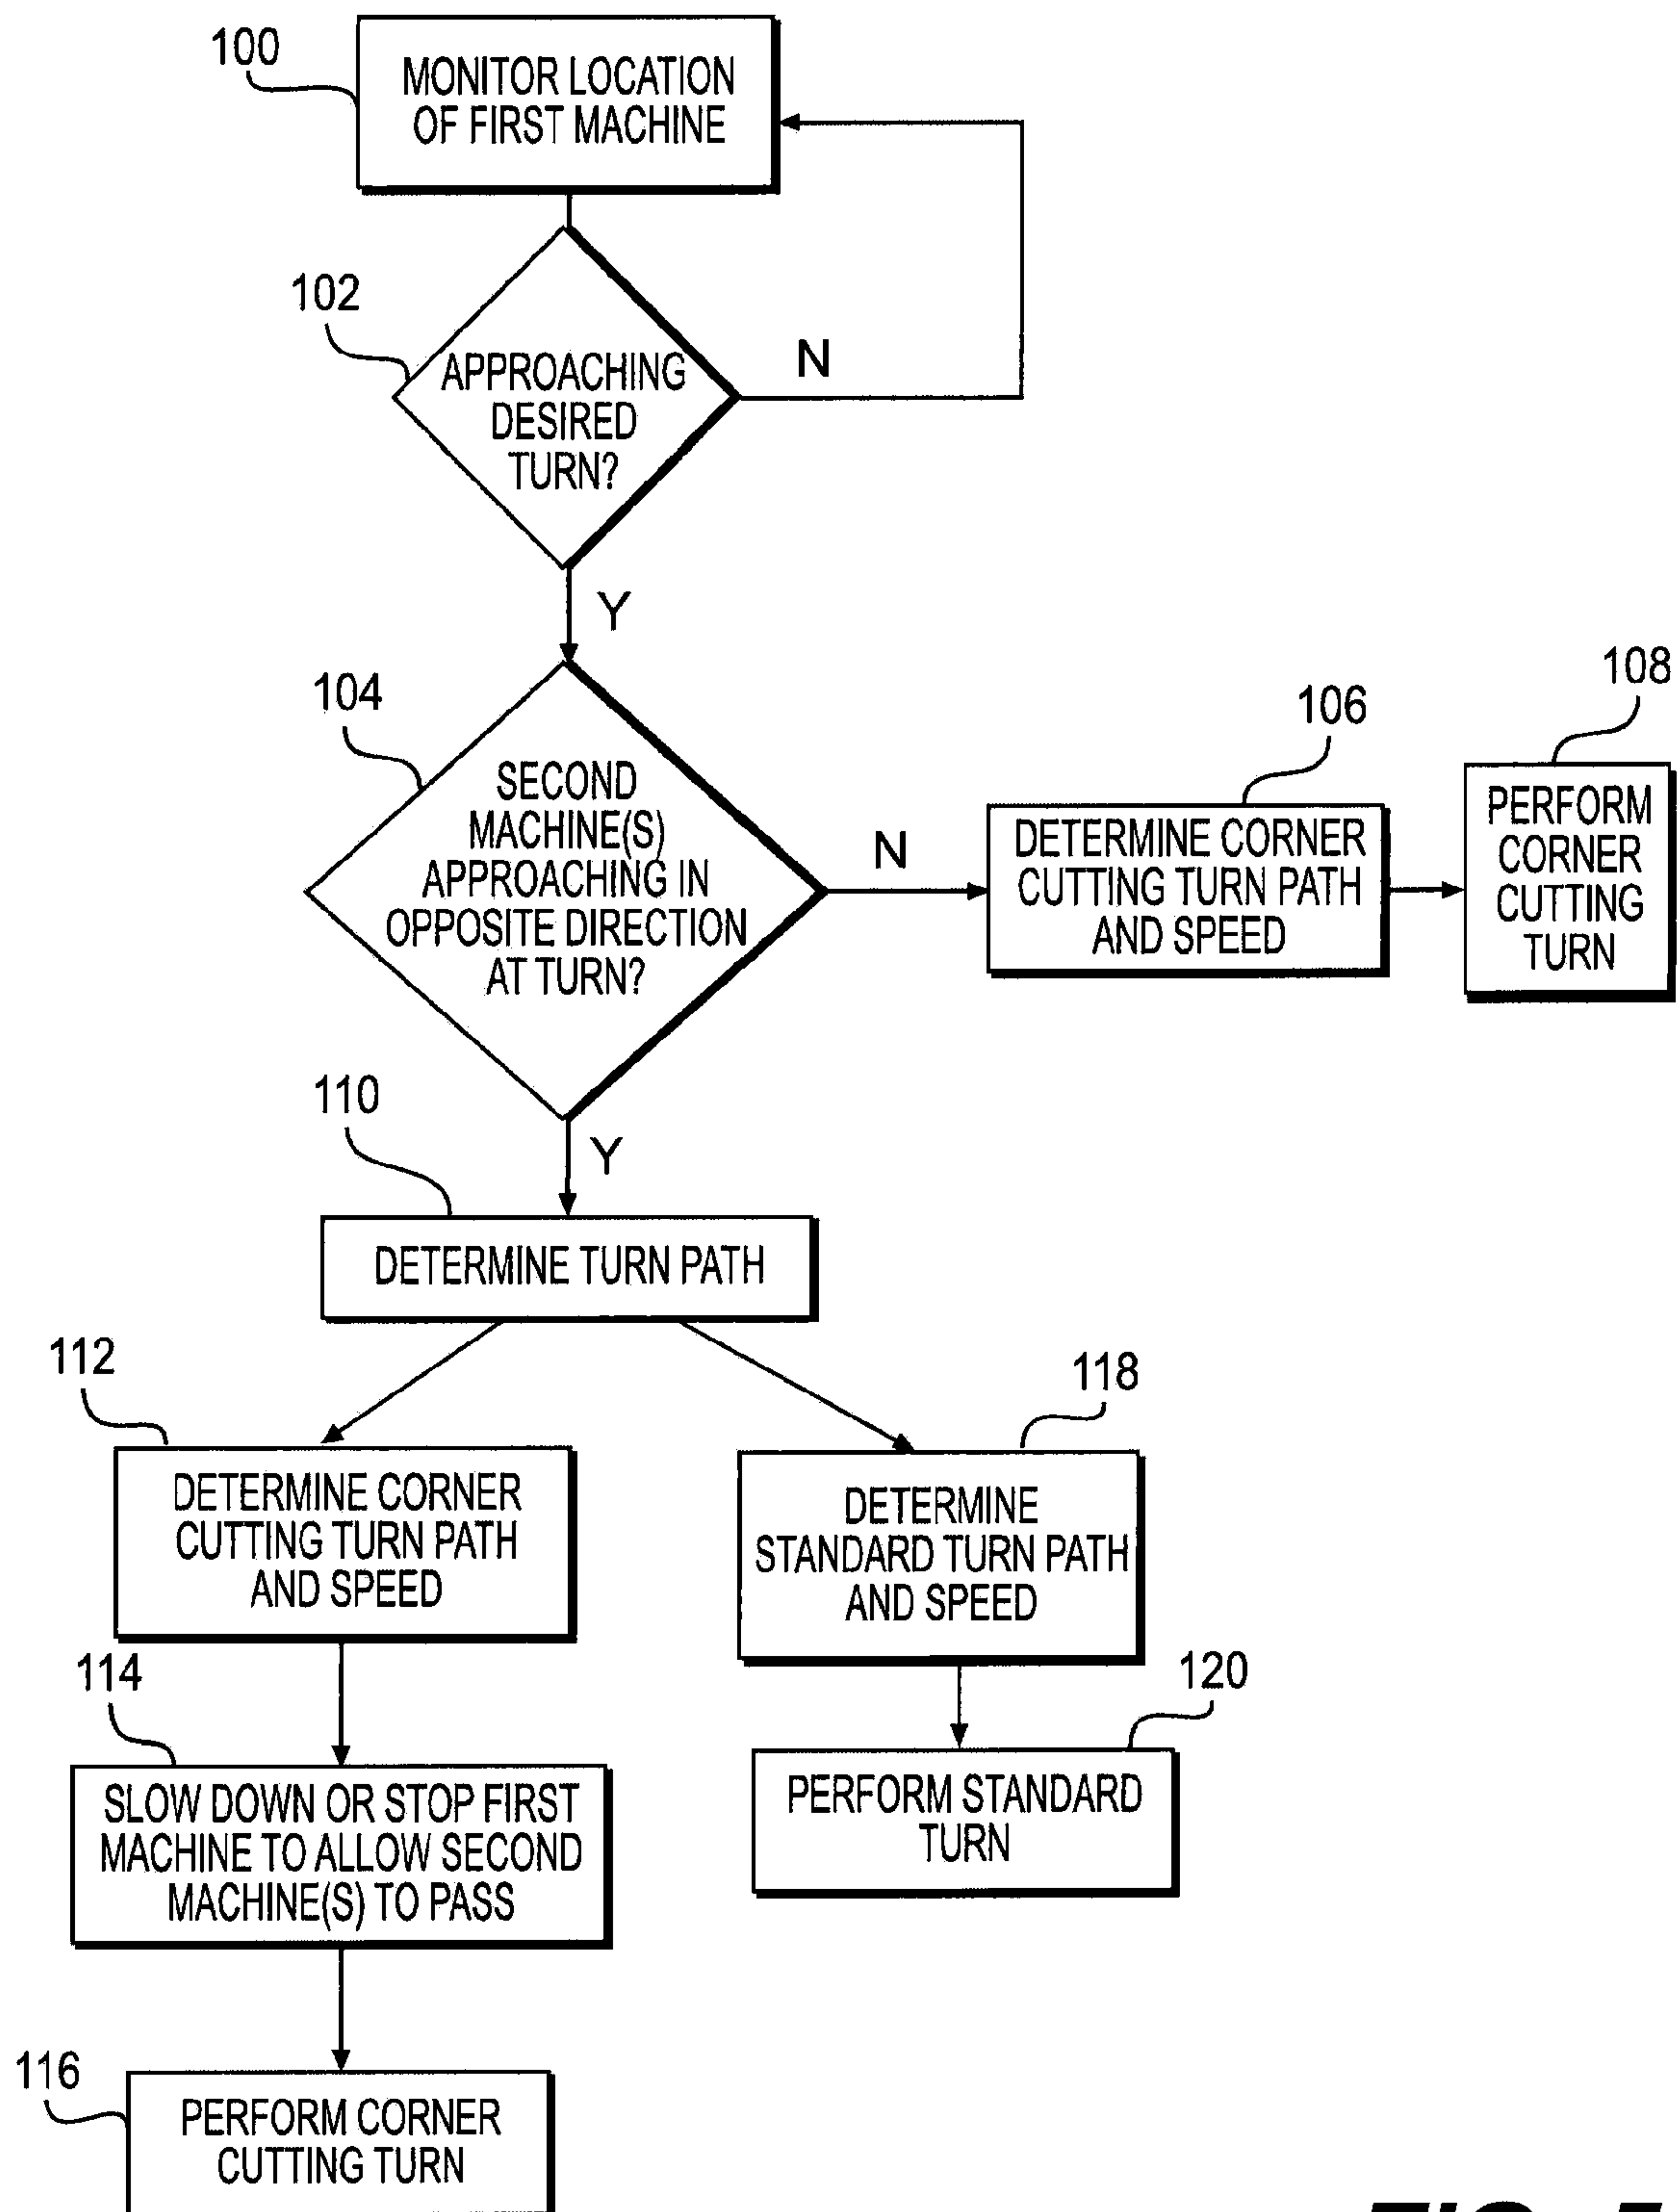 100
MONITOR LOCATION
OF FIRST MACHINE
102
APPROACHING
DESIRED
TURN?
N
Y
104
SECOND
MACHINE(S)
APPROACHING IN
OPPOSITE DIRECTION
AT TURN?
N
106
DETERMINE CORNER
CUTTING TURN PATH
AND SPEED
108
PERFORM
CORNER
CUTTING
TURN
Y
110
DETERMINE TURN PATH
112
DETERMINE CORNER
CUTTING TURN PATH
AND SPEED
118
DETERMINE
STANDARD TURN PATH
AND SPEED
114
SLOW DOWN OR STOP FIRST
MACHINE TO ALLOW SECOND
MACHINE(S) TO PASS
120
PERFORM STANDARD
TURN
116
PERFORM CORNER
CUTTING TURN